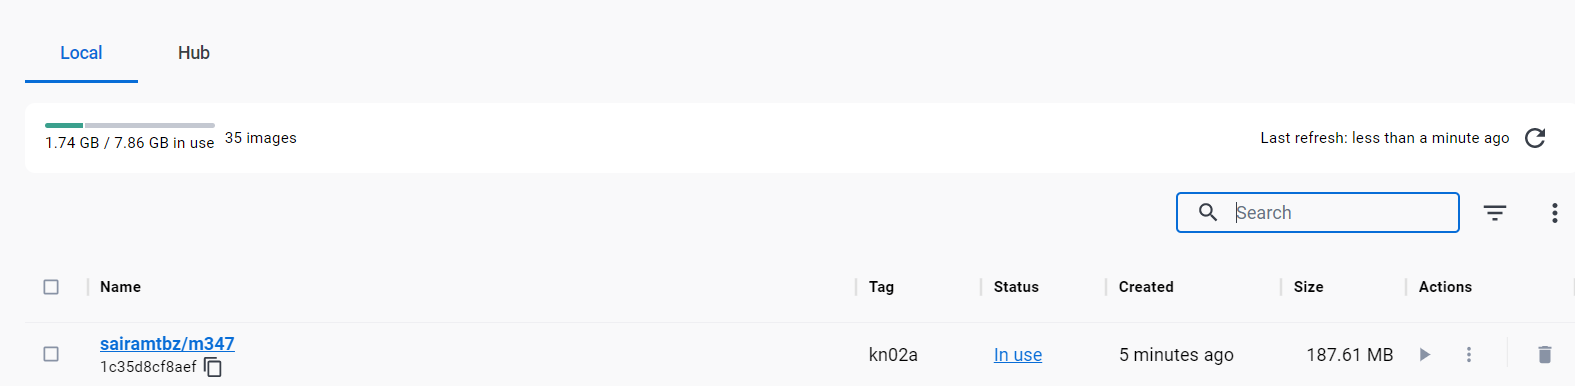 Local Hub
1.74 GB / 7.86 GB in use 35 images Last refresh: less than a minute ago
Search
Name Tag Status Created Size Actions
sairamtbz/m347
1c35d8cf8aef kn02a In use 5 minutes ago 187.61 MB